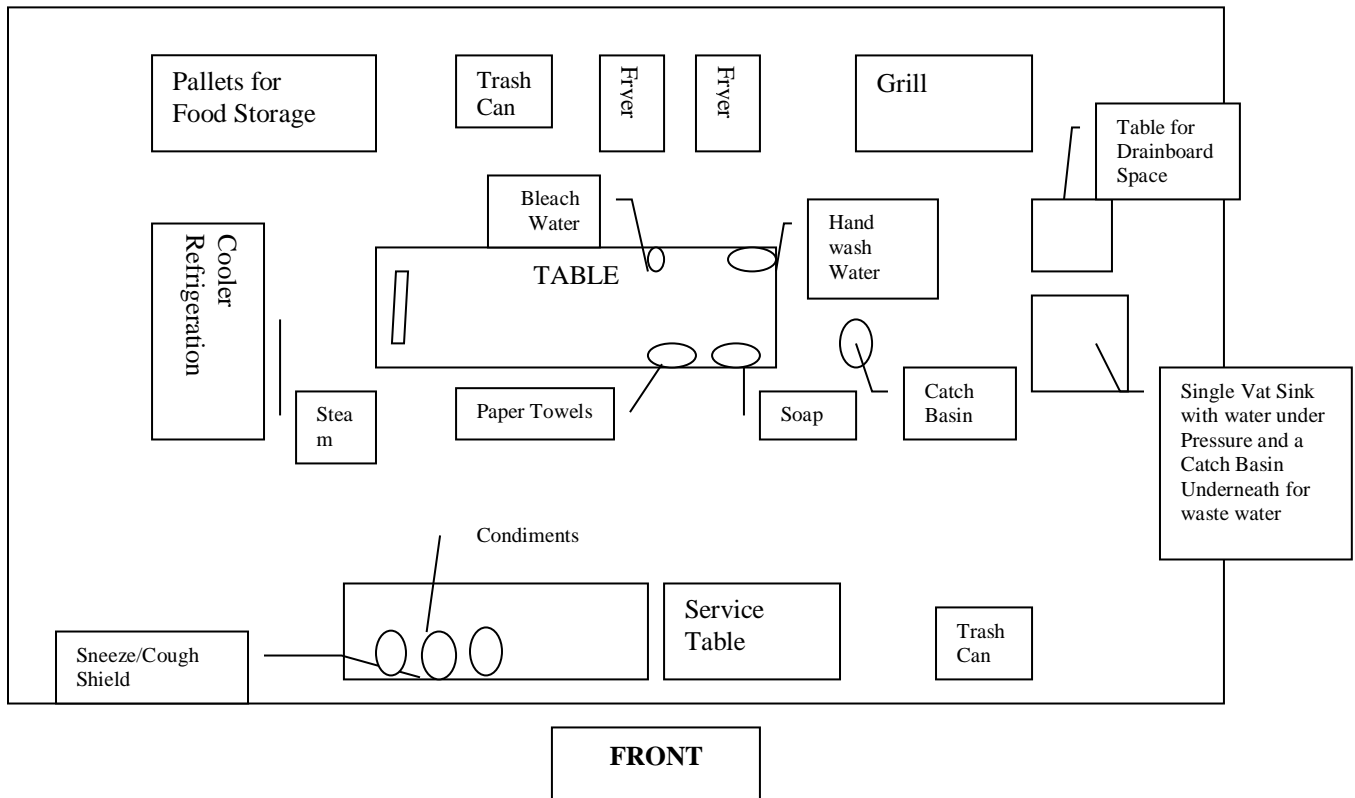 Pallets for
Food Storage
Trash
Can
Fryer
Fryer
Grill
Table for
Drainboard
Space
Bleach
Water
Hand
wash
Water
TABLE
Cooler
Refrigeration
Stea
m
Paper Towels
Soap
Catch
Basin
Single Vat Sink
with water under
Pressure and a
Catch Basin
Underneath for
waste water
Condiments
Service
Table
Trash
Can
Sneeze/Cough
Shield
FRONT